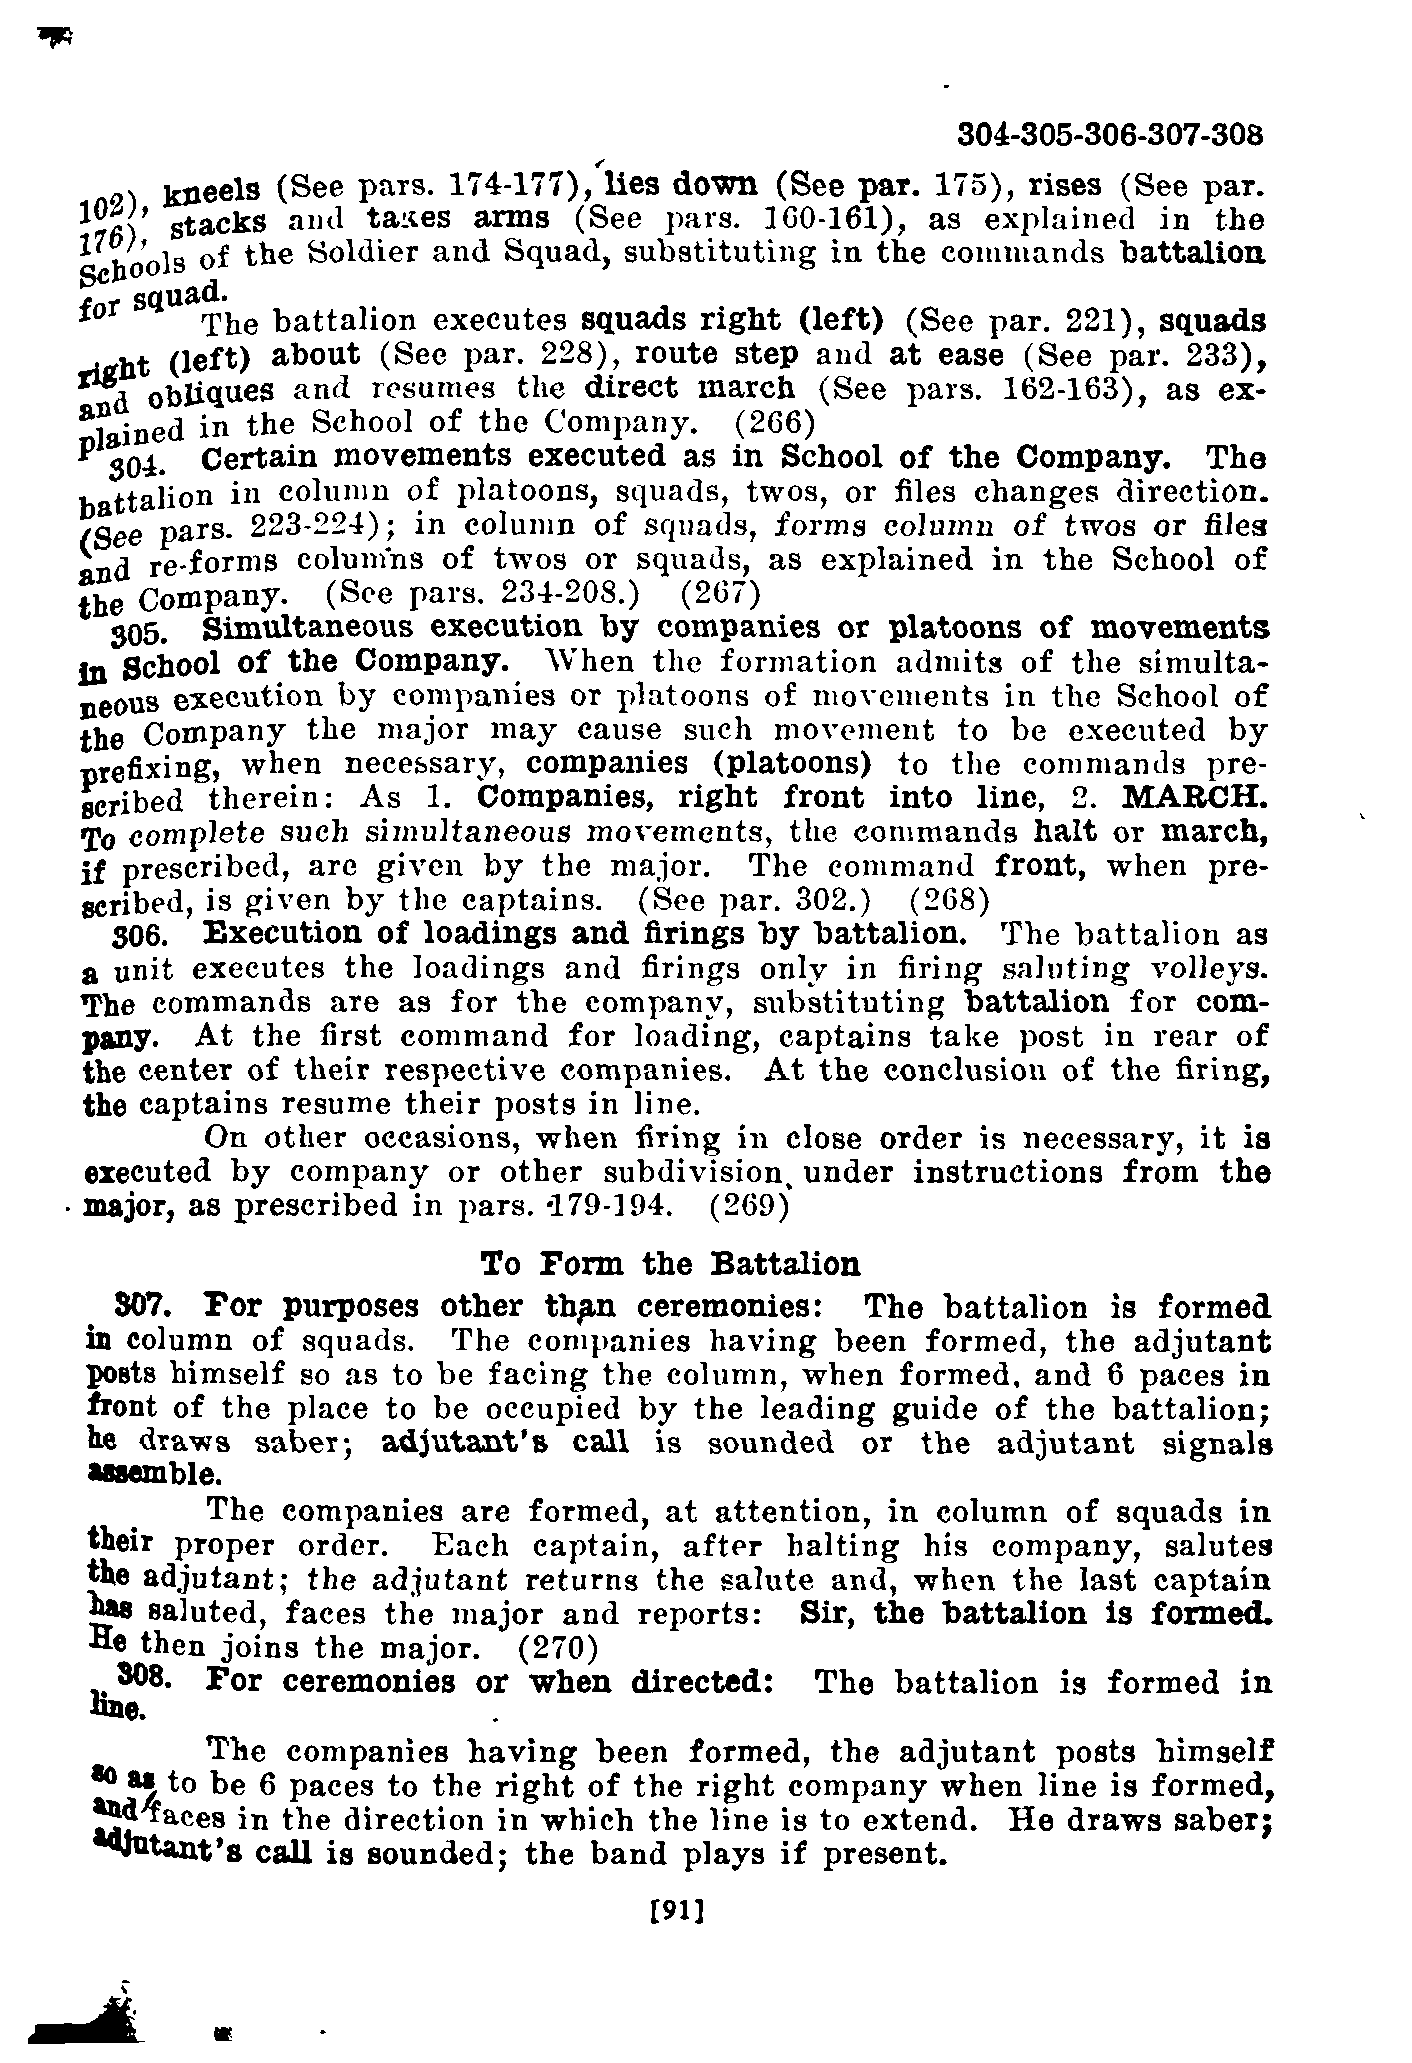 304-305-306-307-308
102), kneels (See pars. 174-177), lies down (See par. 175), rises (See par.
176), stacks and takes arms (See pars. 160-161), as explained in the
Schools of the Soldier and Squad, substituting in the commands battalion
for squad.
The battalion executes squads right (left) (See par. 221), squads
right (left) about (See par. 228), route step and at ease (See par. 233),
and obliques and resumes the direct march (See pars. 162-163), as ex-
plained in the School of the Company. (266)
304. Certain movements executed as in School of the Company. The
battalion in column of platoons, squads, twos, or files changes direction.
(See pars. 223-224); in column of squads, forms column of twos or files
and re-forms columns of twos or squads, as explained in the School of
the Company. (See pars. 234-208.) (267)
305. Simultaneous execution by companies or platoons of movements
in School of the Company. When the formation admits of the simulta-
neous execution by companies or platoons of movements in the School of
the Company the major may cause such movement to be executed by
prefixing, when necessary, companies (platoons) to the commands pre-
scribed therein: As 1. Companies, right front into line, 2. MARCH.
To complete such simultaneous movements, the commands halt or march,
if prescribed, are given by the major. The command front, when pre-
scribed, is given by the captains. (See par. 302.) (268)
306. Execution of loadings and firings by battalion. The battalion as
a unit executes the loadings and firings only in firing saluting volleys.
The commands are as for the company, substituting battalion for com-
pany. At the first command for loading, captains take post in rear of
the center of their respective companies. At the conclusion of the firing,
the captains resume their posts in line.
On other occasions, when firing in close order is necessary, it is
executed by company or other subdivision, under instructions from the
major, as prescribed in pars. 179-194. (269)
To Form the Battalion
307. For purposes other than ceremonies: The battalion is formed
in column of squads. The companies having been formed, the adjutant
posts himself so as to be facing the column, when formed, and 6 paces in
front of the place to be occupied by the leading guide of the battalion;
he draws saber; adjutant's call is sounded or the adjutant signals
assemble.
The companies are formed, at attention, in column of squads in
their proper order. Each captain, after halting his company, salutes
the adjutant; the adjutant returns the salute and, when the last captain
has saluted, faces the major and reports: Sir, the battalion is formed.
He then joins the major. (270)
308. For ceremonies or when directed: The battalion is formed in
line.
The companies having been formed, the adjutant posts himself
so as to be 6 paces to the right of the right company when line is formed,
and faces in the direction in which the line is to extend. He draws saber;
adjutant's call is sounded; the band plays if present.
[91]